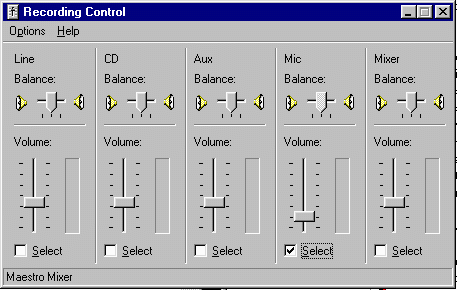 Recording Control
Options Help
Line CD Aux Mic Mixer
Balance: Balance: Balance: Balance: Balance:
Volume: Volume: Volume: Volume: Volume:
Select Select Select Select Select
Maestro Mixer